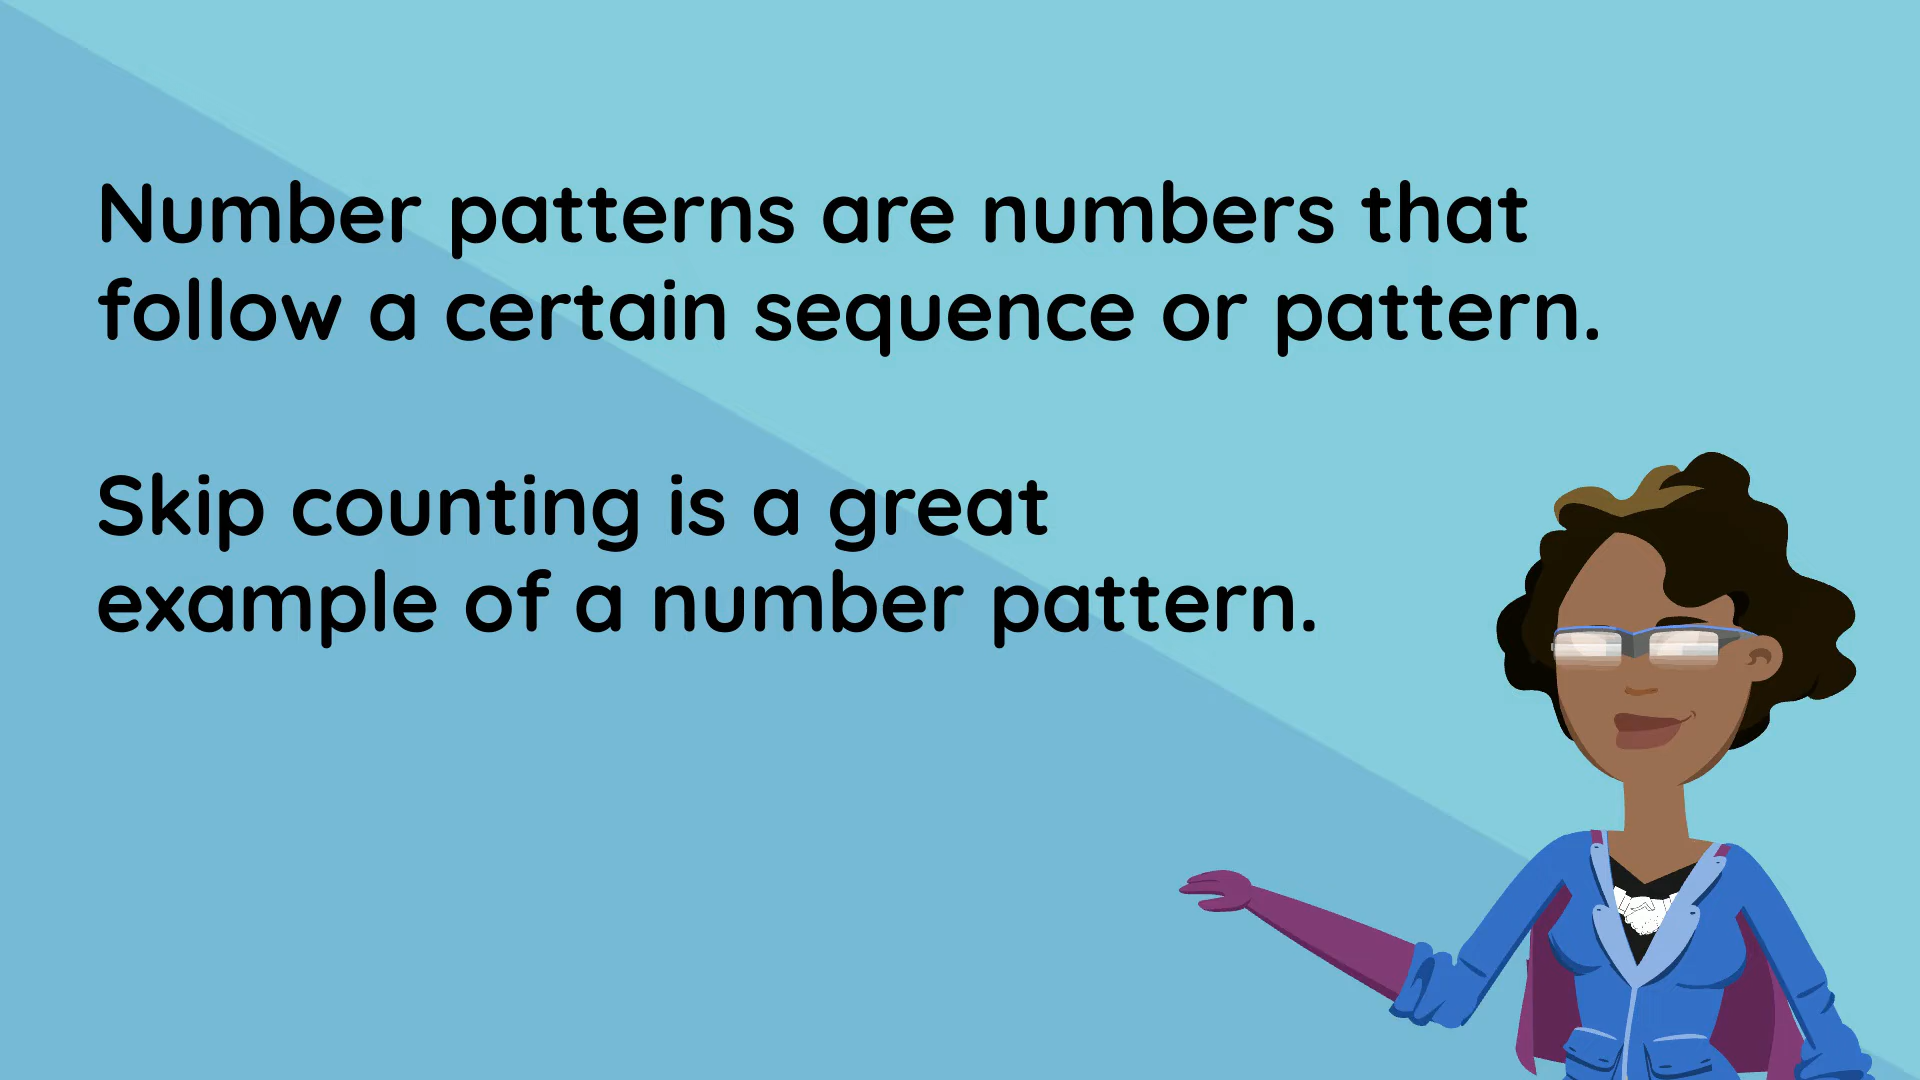 Number patterns are numbers that
follow a certain sequence or pattern.
Skip counting is a great
example of a number pattern.